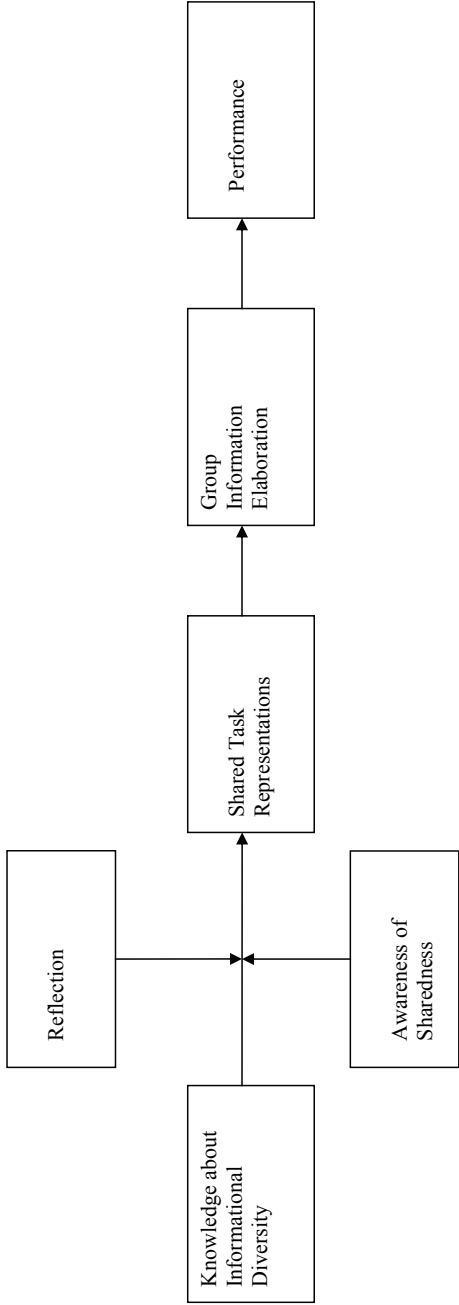 Reflection
Knowledge about
Informational
Diversity
Shared Task
Representations
Group
Information
Elaboration
Performance
Awareness of
Sharedness